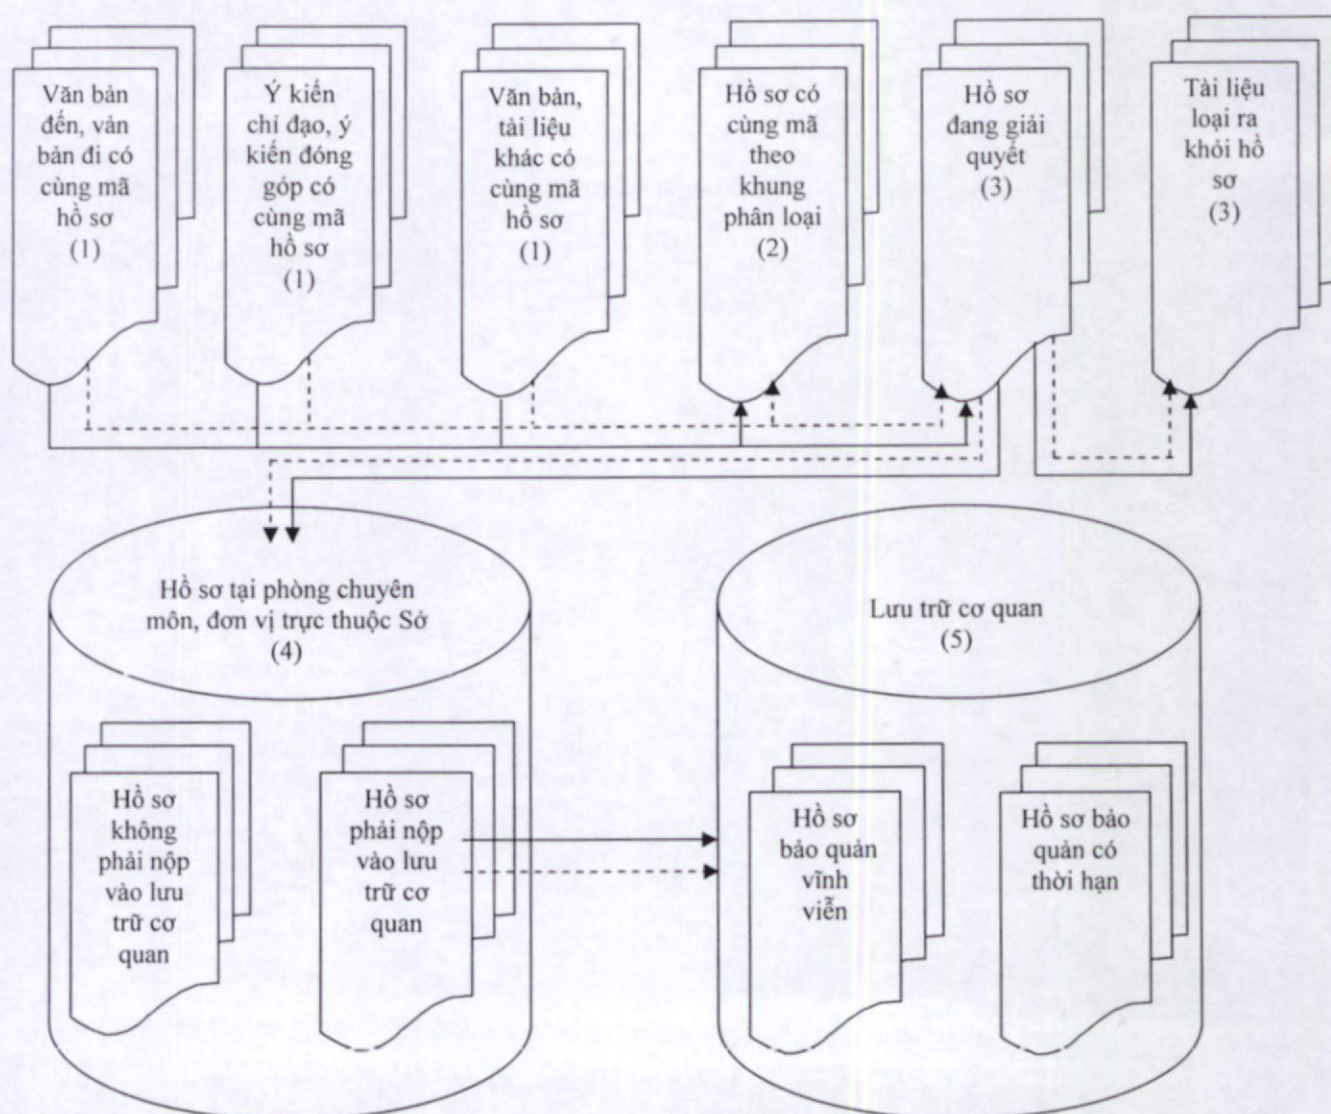 Văn bản
đến, văn
bản đi có
cùng mã
hồ sơ
(1)
Ý kiến
chỉ đạo, ý
kiến đóng
góp có
cùng mã
hồ sơ
(1)
Văn bản,
tài liệu
khác có
cùng mã
hồ sơ
(1)
Hồ sơ có
cùng mã
theo
khung
phân loại
(2)
Hồ sơ
đang giải
quyết
(3)
Tài liệu
loại ra
khỏi hồ
sơ
(3)
Hồ sơ tại phòng chuyên
môn, đơn vị trực thuộc Sở
(4)
Lưu trữ cơ quan
(5)
Hồ sơ
không
phải nộp
vào lưu
trữ cơ
quan
Hồ sơ
phải nộp
vào lưu
trữ cơ
quan
Hồ sơ
bảo quản
vĩnh
viễn
Hồ sơ bảo
quản có
thời hạn